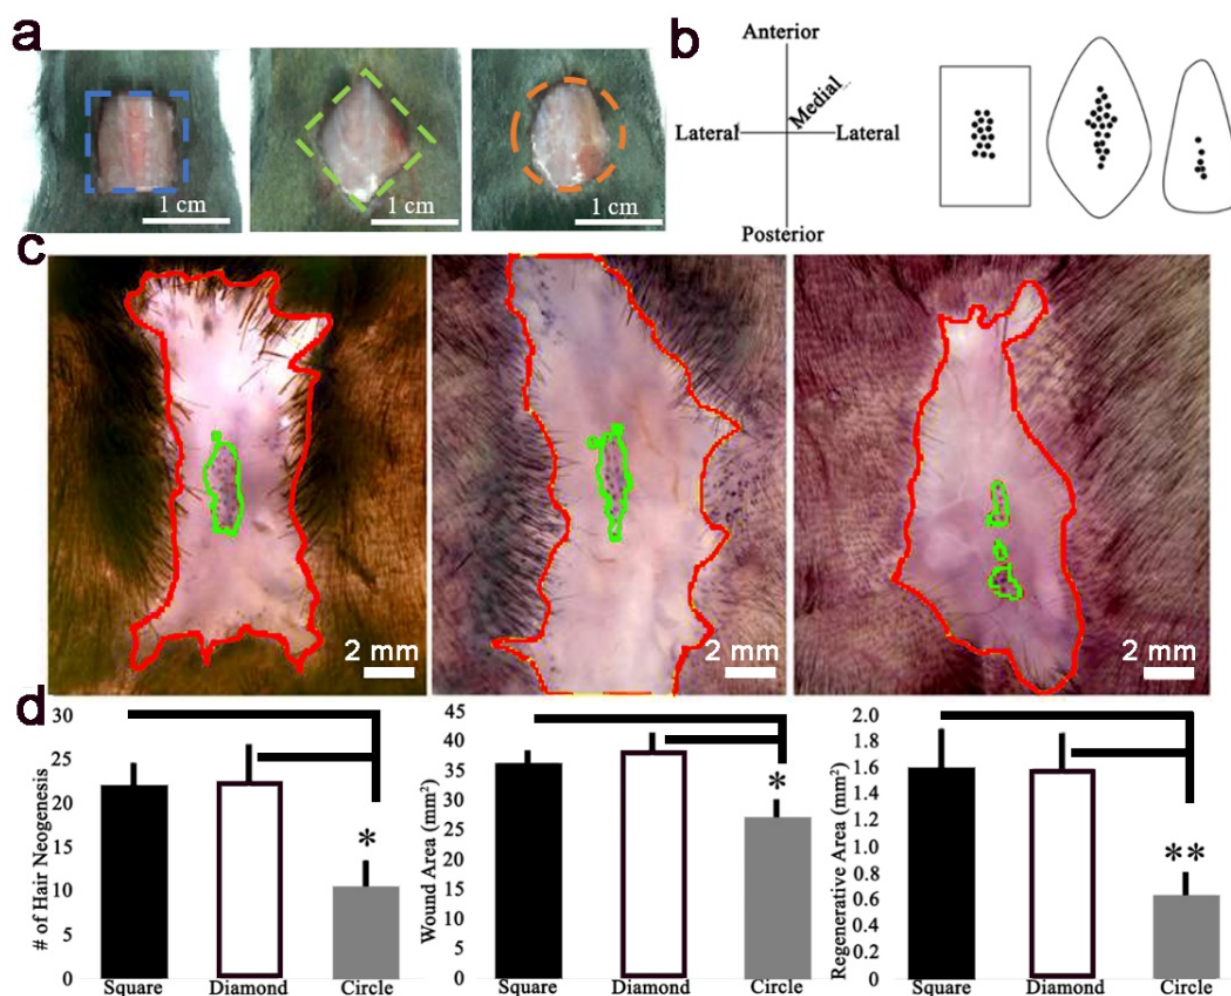 a
1 cm
1 cm
1 cm
b
Anterior
Medial
Lateral
Lateral
Posterior
c
2 mm
2 mm
2 mm
d
# of Hair Neogenesis
30
25
20
15
10
5
0
Square
Diamond
Circle
*
Wound Area (mm²)
45
40
35
30
25
20
15
10
5
0
Square
Diamond
Circle
*
Regenerative Area (mm²)
2.0
1.8
1.6
1.4
1.2
1.0
0.8
0.6
0.4
0.2
0
Square
Diamond
Circle
**